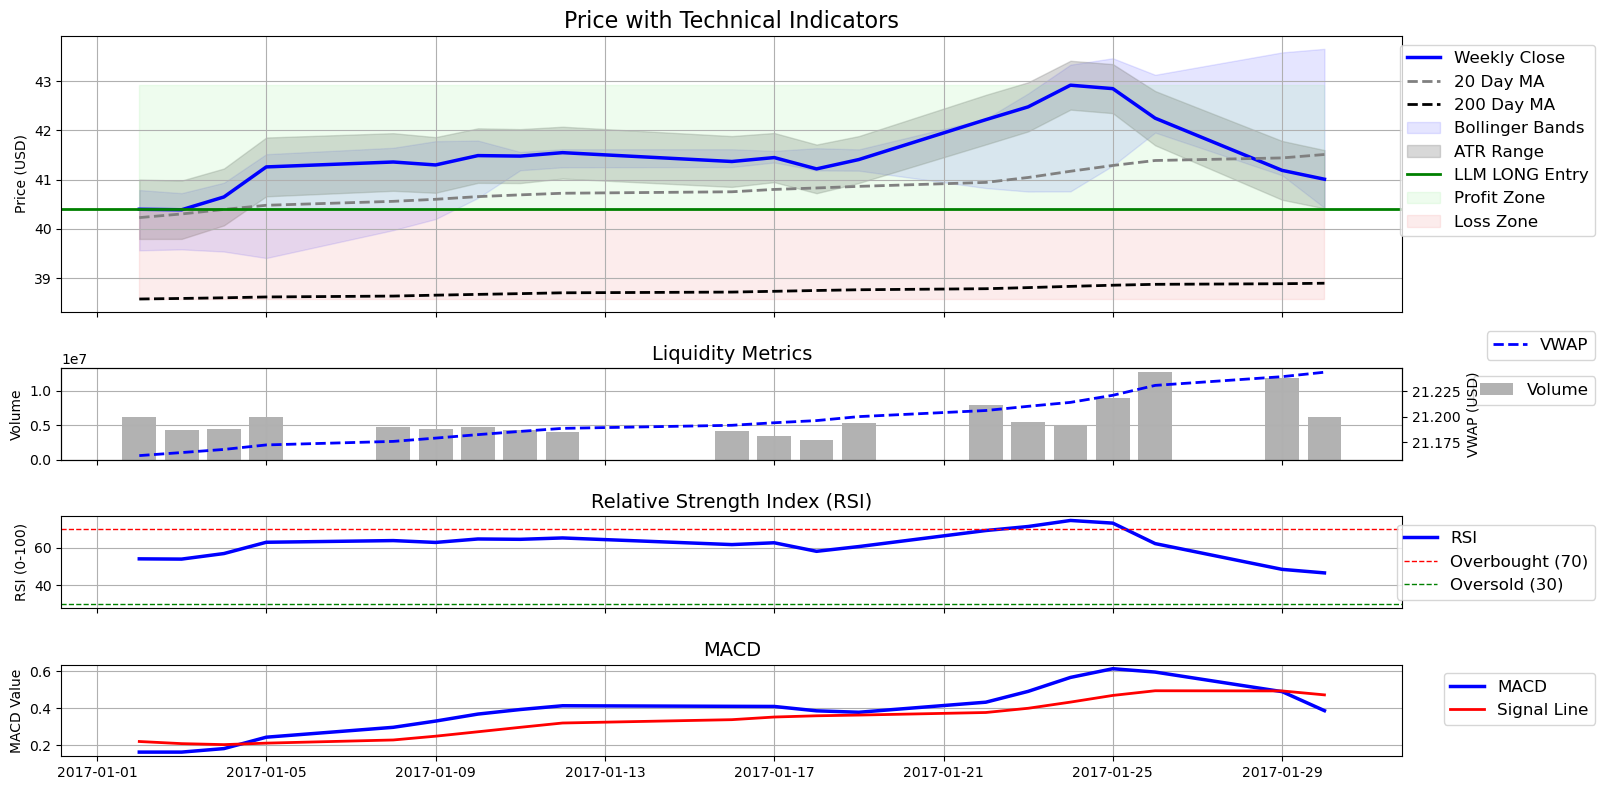 Price with Technical Indicators
Price (USD)
43
42
41
40
39
Weekly Close
20 Day MA
200 Day MA
Bollinger Bands
ATR Range
LLM LONG Entry
Profit Zone
Loss Zone
Liquidity Metrics
1e7
Volume
1.0
0.5
0.0
21.225
21.200
21.175
VWAP (USD)
VWAP
Volume
Relative Strength Index (RSI)
RSI (0-100)
60
40
RSI
Overbought (70)
Oversold (30)
MACD
MACD Value
0.6
0.4
0.2
MACD
Signal Line
2017-01-01 2017-01-05 2017-01-09 2017-01-13 2017-01-17 2017-01-21 2017-01-25 2017-01-29